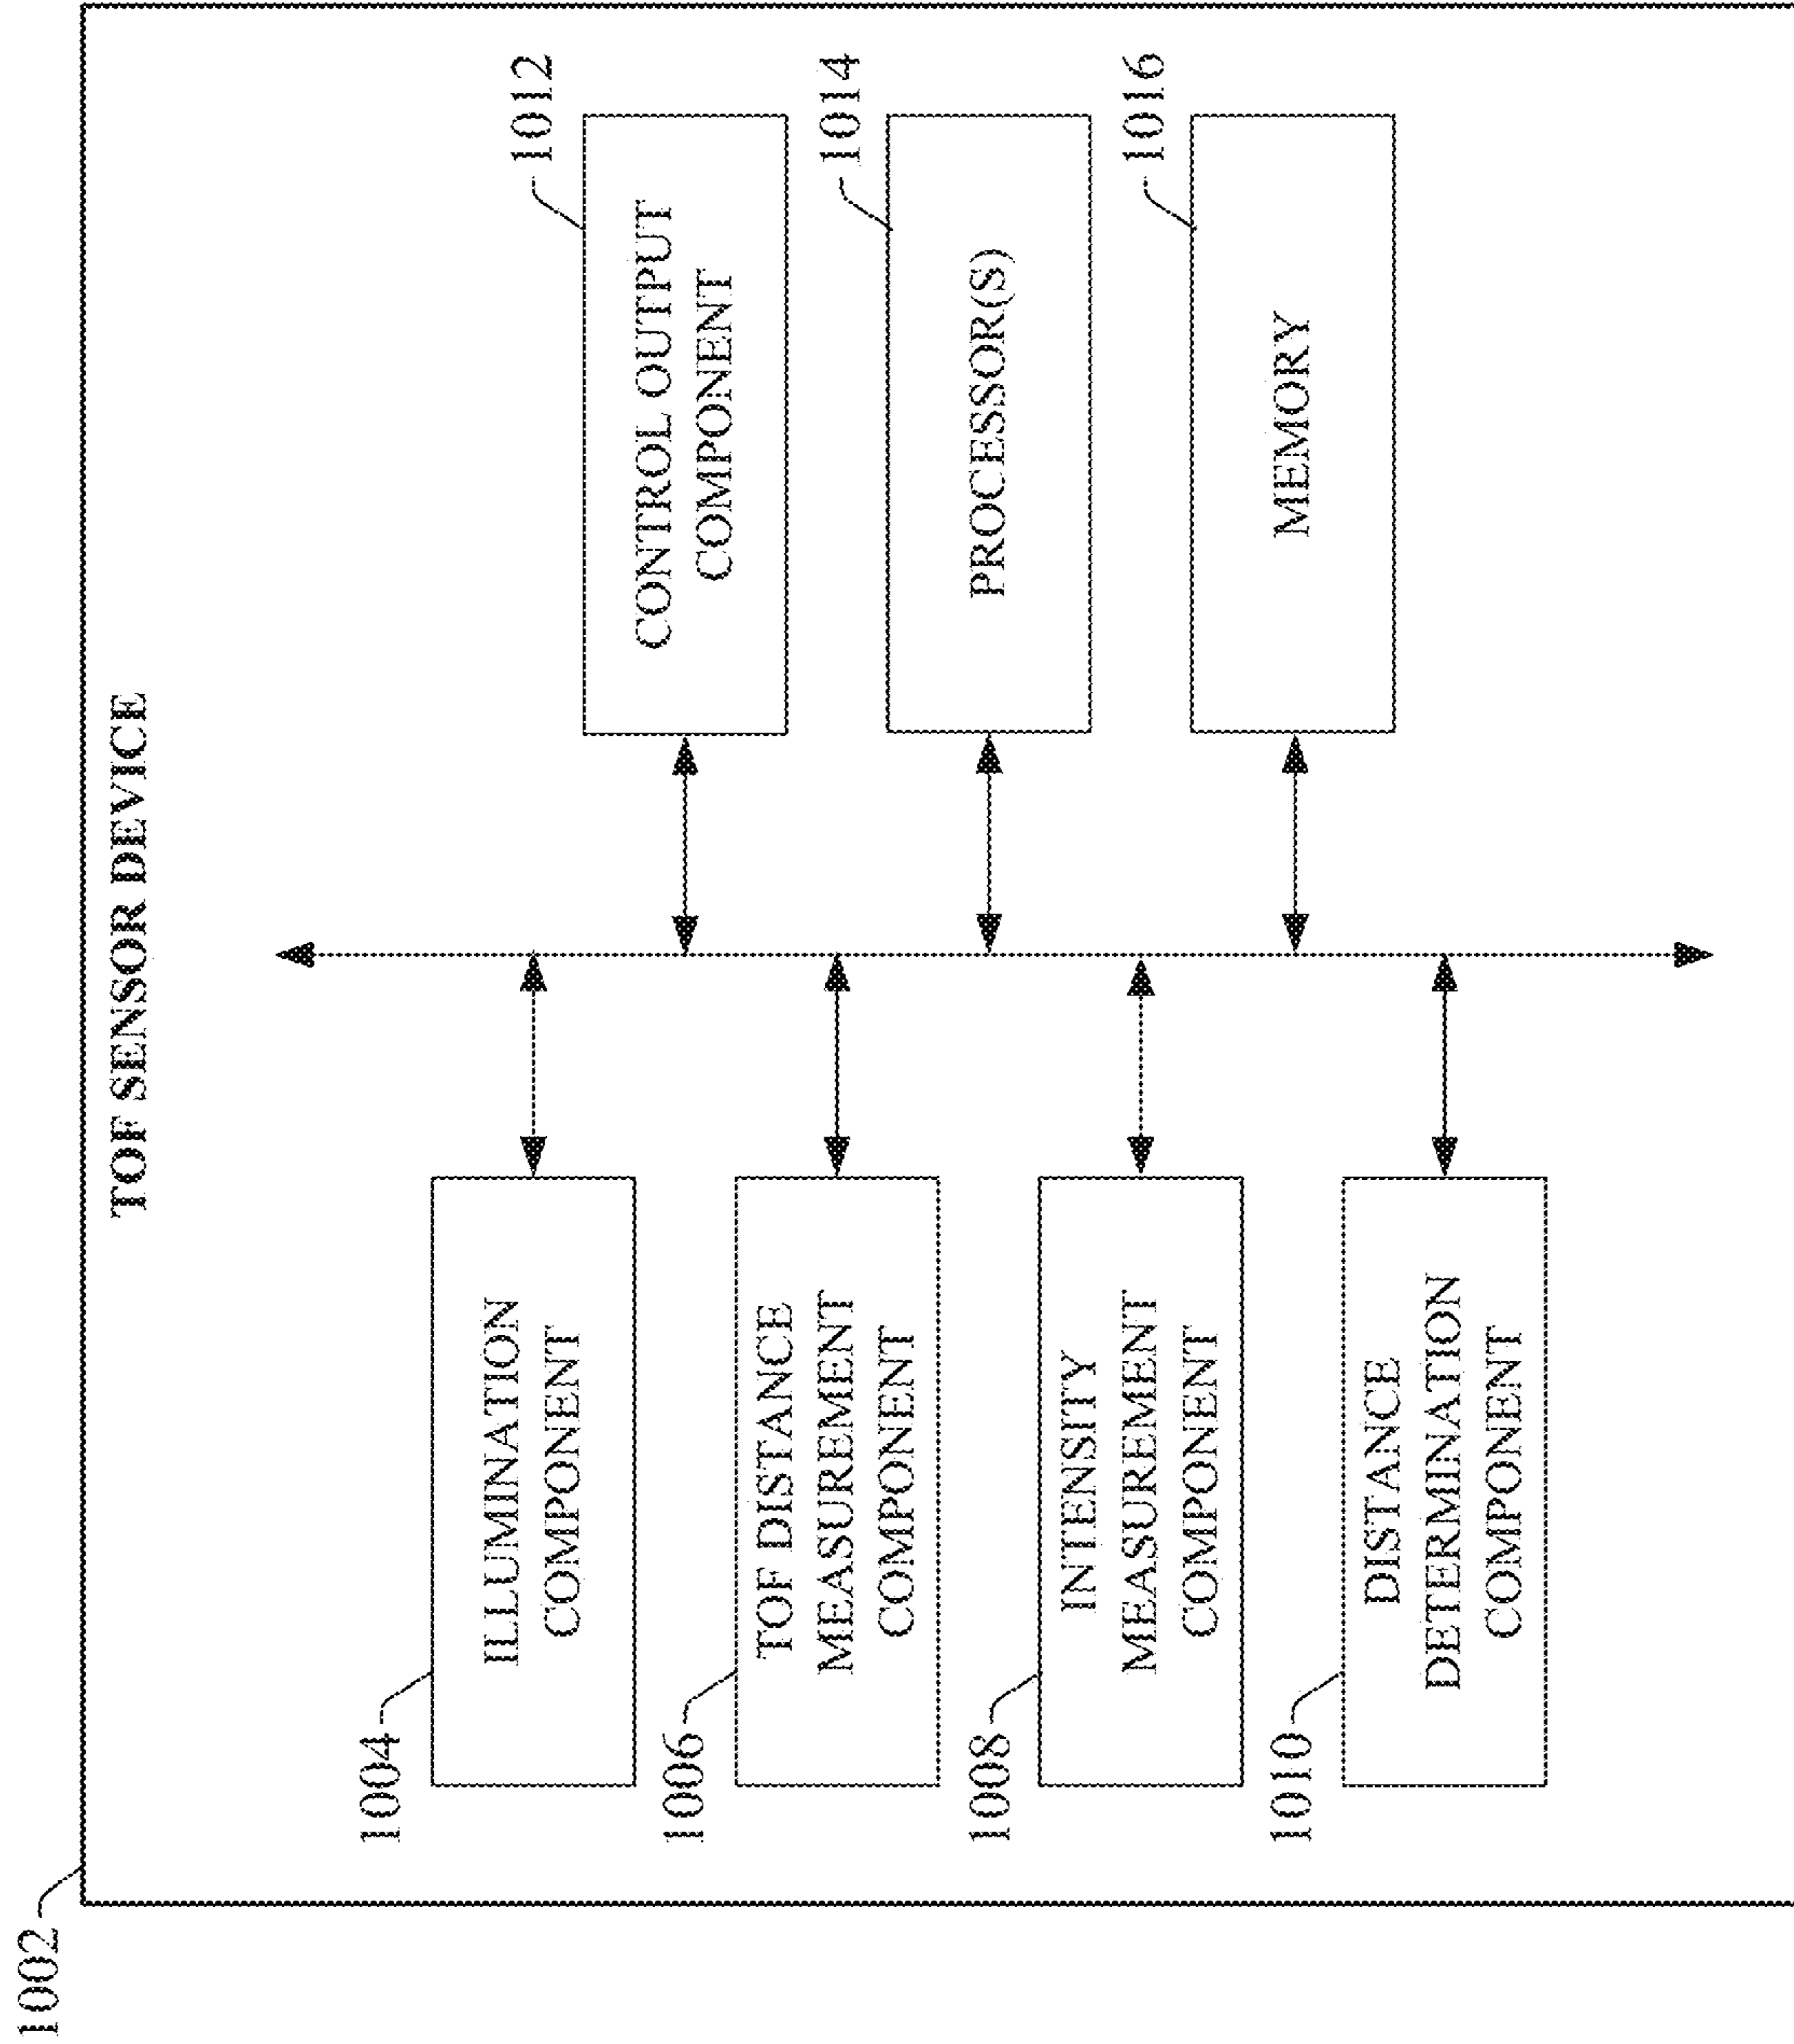 1002
TOF SENSOR DEVICE
1004
ILLUMINATION
COMPONENT
1006
TOF DISTANCE
MEASUREMENT
COMPONENT
1008
INTENSITY
MEASUREMENT
COMPONENT
1010
DISTANCE
DETERMINATION
COMPONENT
1012
CONTROL OUTPUT
COMPONENT
1014
PROCESSOR(S)
1016
MEMORY